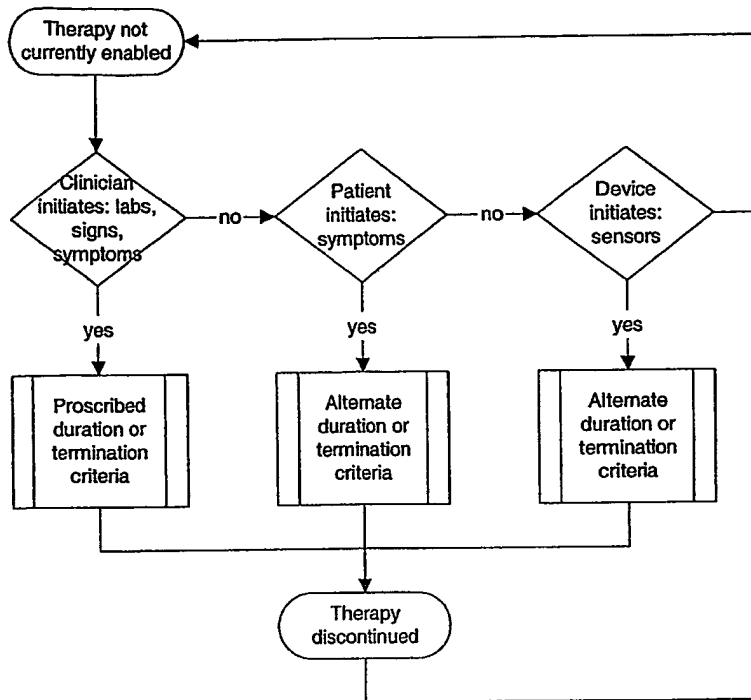 Therapy not
currently enabled
Clinician
initiates: labs,
signs,
symptoms
no
Patient
initiates:
symptoms
no
Device
initiates:
sensors
yes
yes
yes
Proscribed
duration or
termination
criteria
Alternate
duration or
termination
criteria
Alternate
duration or
termination
criteria
Therapy
discontinued